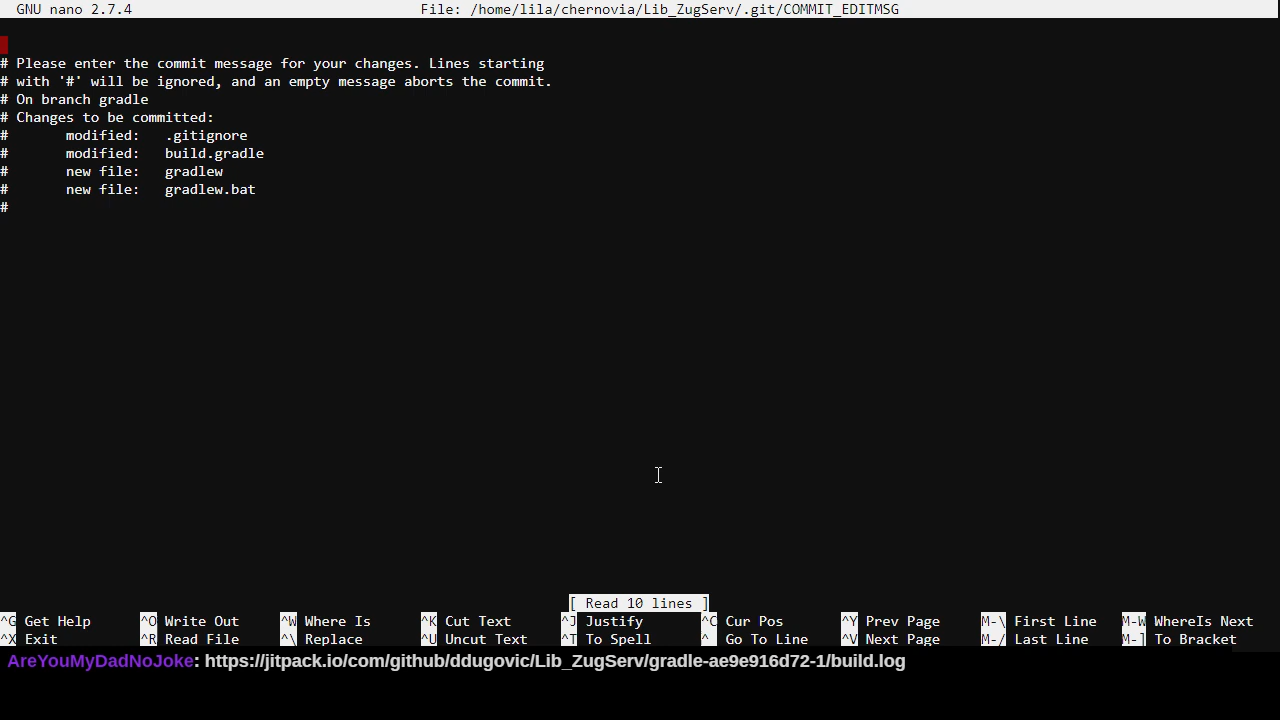 GNU nano 2.7.4 File: /home/lila/chernovia/Lib_ZugServ/.git/COMMIT_EDITMSG
# Please enter the commit message for your changes. Lines starting
# with '#' will be ignored, and an empty message aborts the commit.
# On branch gradle
# Changes to be committed:
# modified: .gitignore
# modified: build.gradle
# new file: gradlew
# new file: gradlew.bat
#
[ Read 10 lines ]
^G Get Help ^O Write Out ^W Where Is ^K Cut Text ^J Justify ^C Cur Pos ^Y Prev Page M-\ First Line M-W WhereIs Next
^X Exit ^R Read File ^\ Replace ^U Uncut Text ^T To Spell ^_ Go To Line ^V Next Page M-/ Last Line M-] To Bracket
AreYouMyDadNoJoke: https://jitpack.io/com/github/ddugovic/Lib_ZugServ/gradle-ae9e916d72-1/build.log